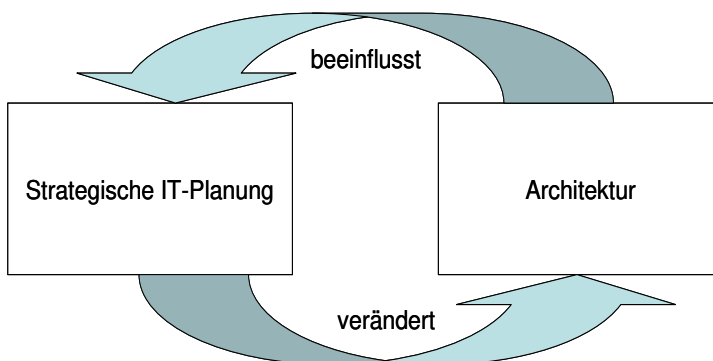 beeinflusst
Strategische IT-Planung
Architektur
verändert